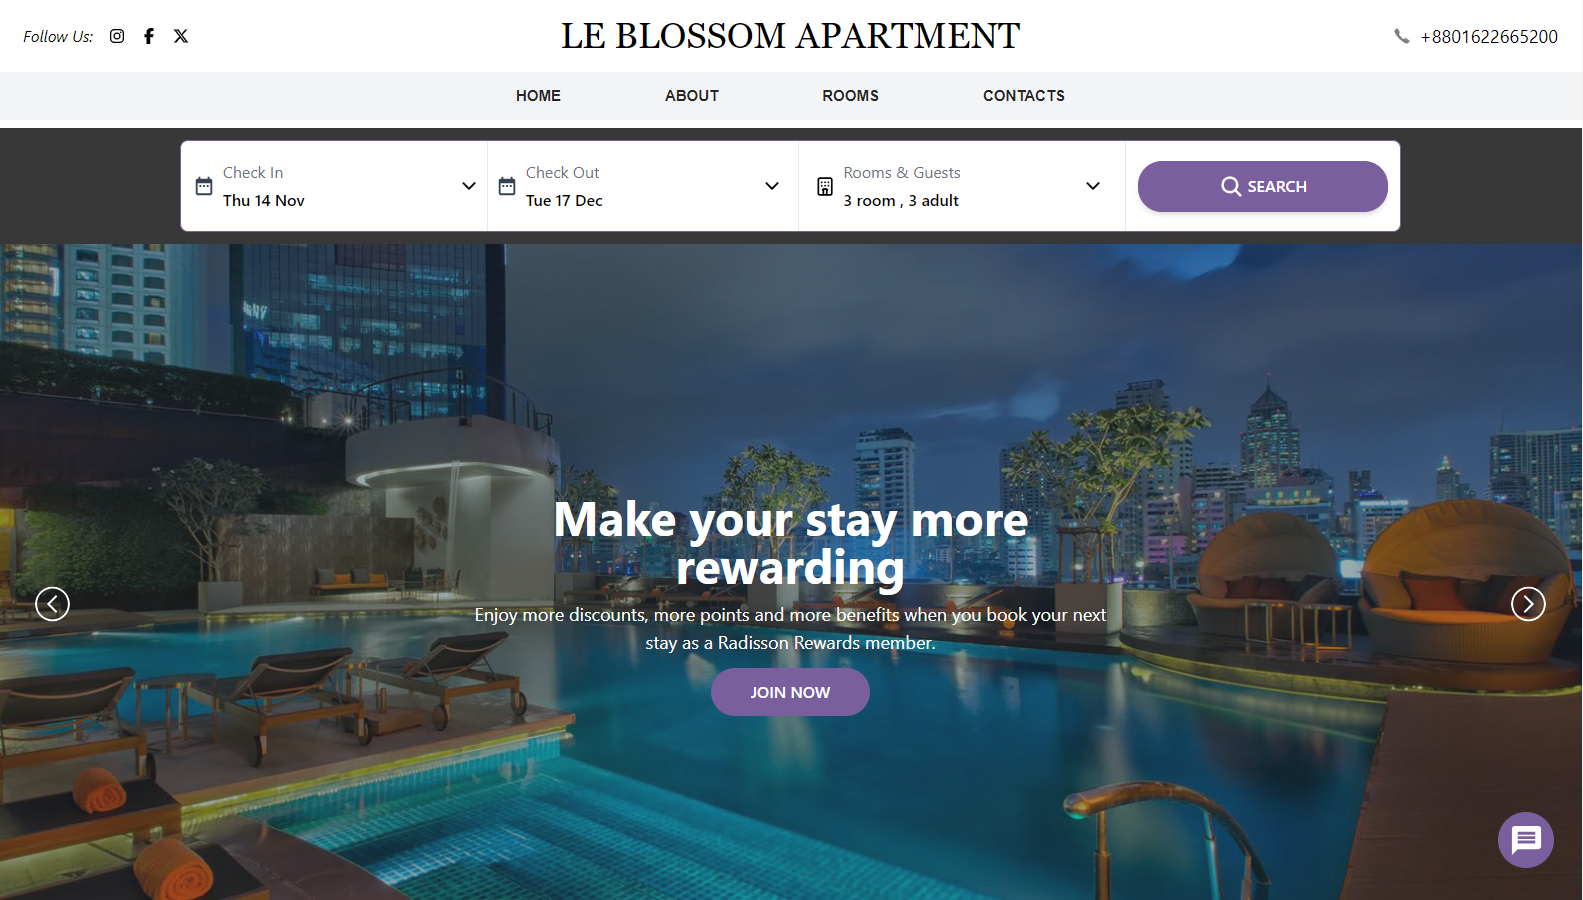 Follow Us:
LE BLOSSOM APARTMENT
+8801622665200
HOME ABOUT ROOMS CONTACTS
Check In
Thu 14 Nov
Check Out
Tue 17 Dec
Rooms & Guests
3 room , 3 adult
SEARCH
Make your stay more
rewarding
Enjoy more discounts, more points and more benefits when you book your next
stay as a Radisson Rewards member.
JOIN NOW